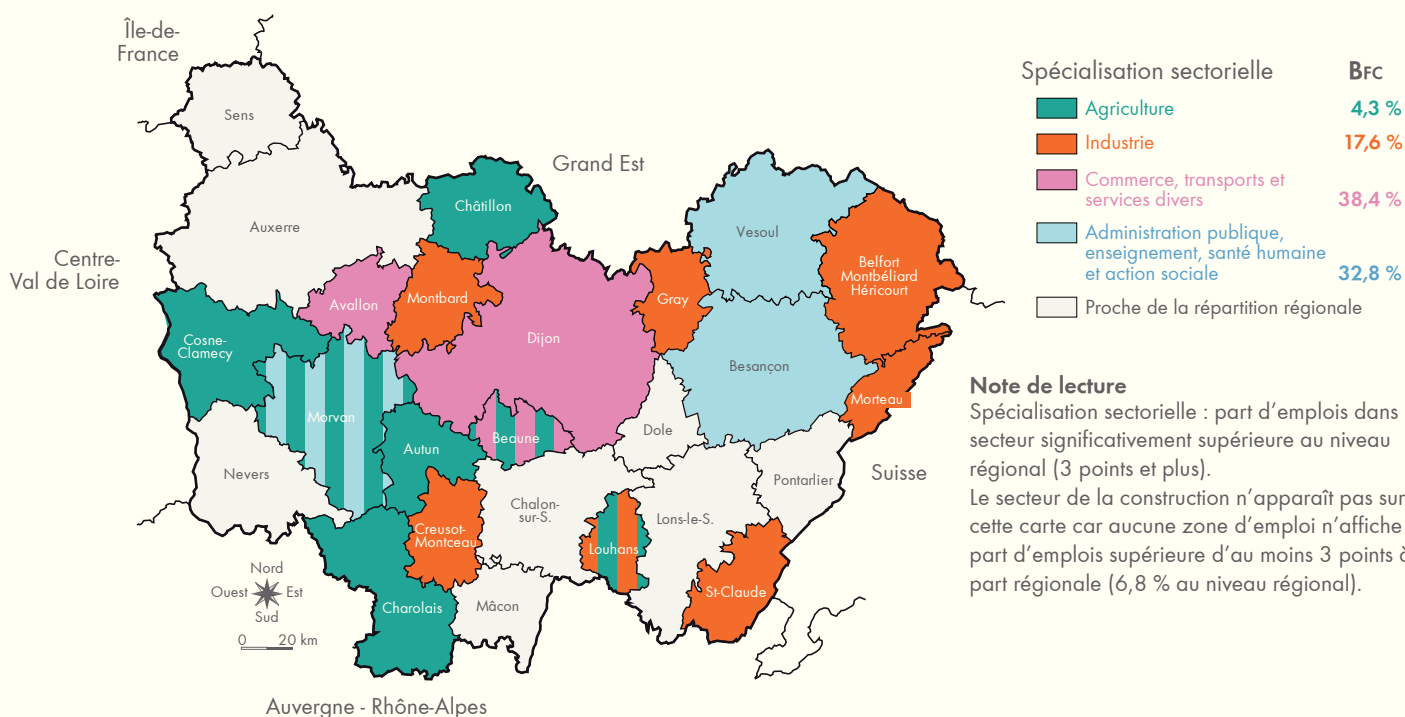 Île-de-
France
Sens
Grand Est
Châtillon
Auxerre
Vesoul
Centre-
Val de Loire
Belfort
Montbéliard
Héricourt
Avallon
Montbard
Gray
Dijon
Cosne-
Clamecy
Besançon
Morteau
Morvan
Beaune
Dole
Autun
Nevers
Pontarlier
Suisse
Chalon-
sur-S.
Lons-le-S.
Creusot-
Montceau
Louhans
St-Claude
Charolais
Mâcon
Nord
Ouest
Est
Sud
0 20 km
Auvergne - Rhône-Alpes
Spécialisation sectorielle BFC
Agriculture 4,3 %
Industrie 17,6 %
Commerce, transports et
services divers 38,4 %
Administration publique,
enseignement, santé humaine
et action sociale 32,8 %
Proche de la répartition régionale
Note de lecture
Spécialisation sectorielle : part d’emplois dans
secteur significativement supérieure au niveau
régional (3 points et plus).
Le secteur de la construction n’apparaît pas sur
cette carte car aucune zone d’emploi n’affiche
part d’emplois supérieure d’au moins 3 points à
part régionale (6,8 % au niveau régional).